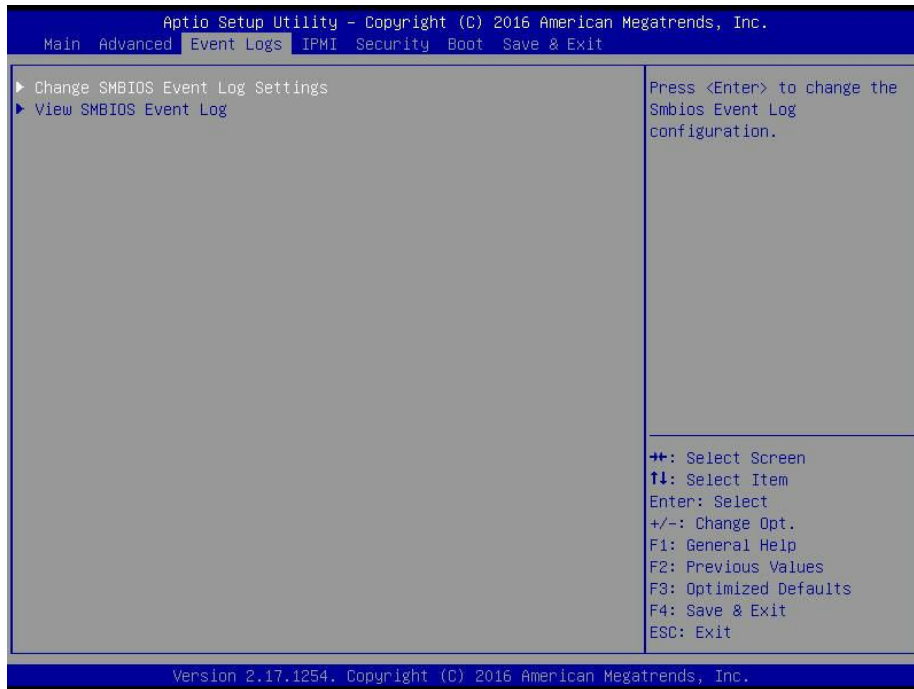 Aptio Setup Utility – Copyright (C) 2016 American Megatrends, Inc.
Main Advanced Event Logs IPMI Security Boot Save & Exit
▶ Change SMBIOS Event Log Settings
▶ View SMBIOS Event Log
Press <Enter> to change the
Smbios Event Log
configuration.
→←: Select Screen
↑↓: Select Item
Enter: Select
+/-: Change Opt.
F1: General Help
F2: Previous Values
F3: Optimized Defaults
F4: Save & Exit
ESC: Exit
Version 2.17.1254. Copyright (C) 2016 American Megatrends, Inc.